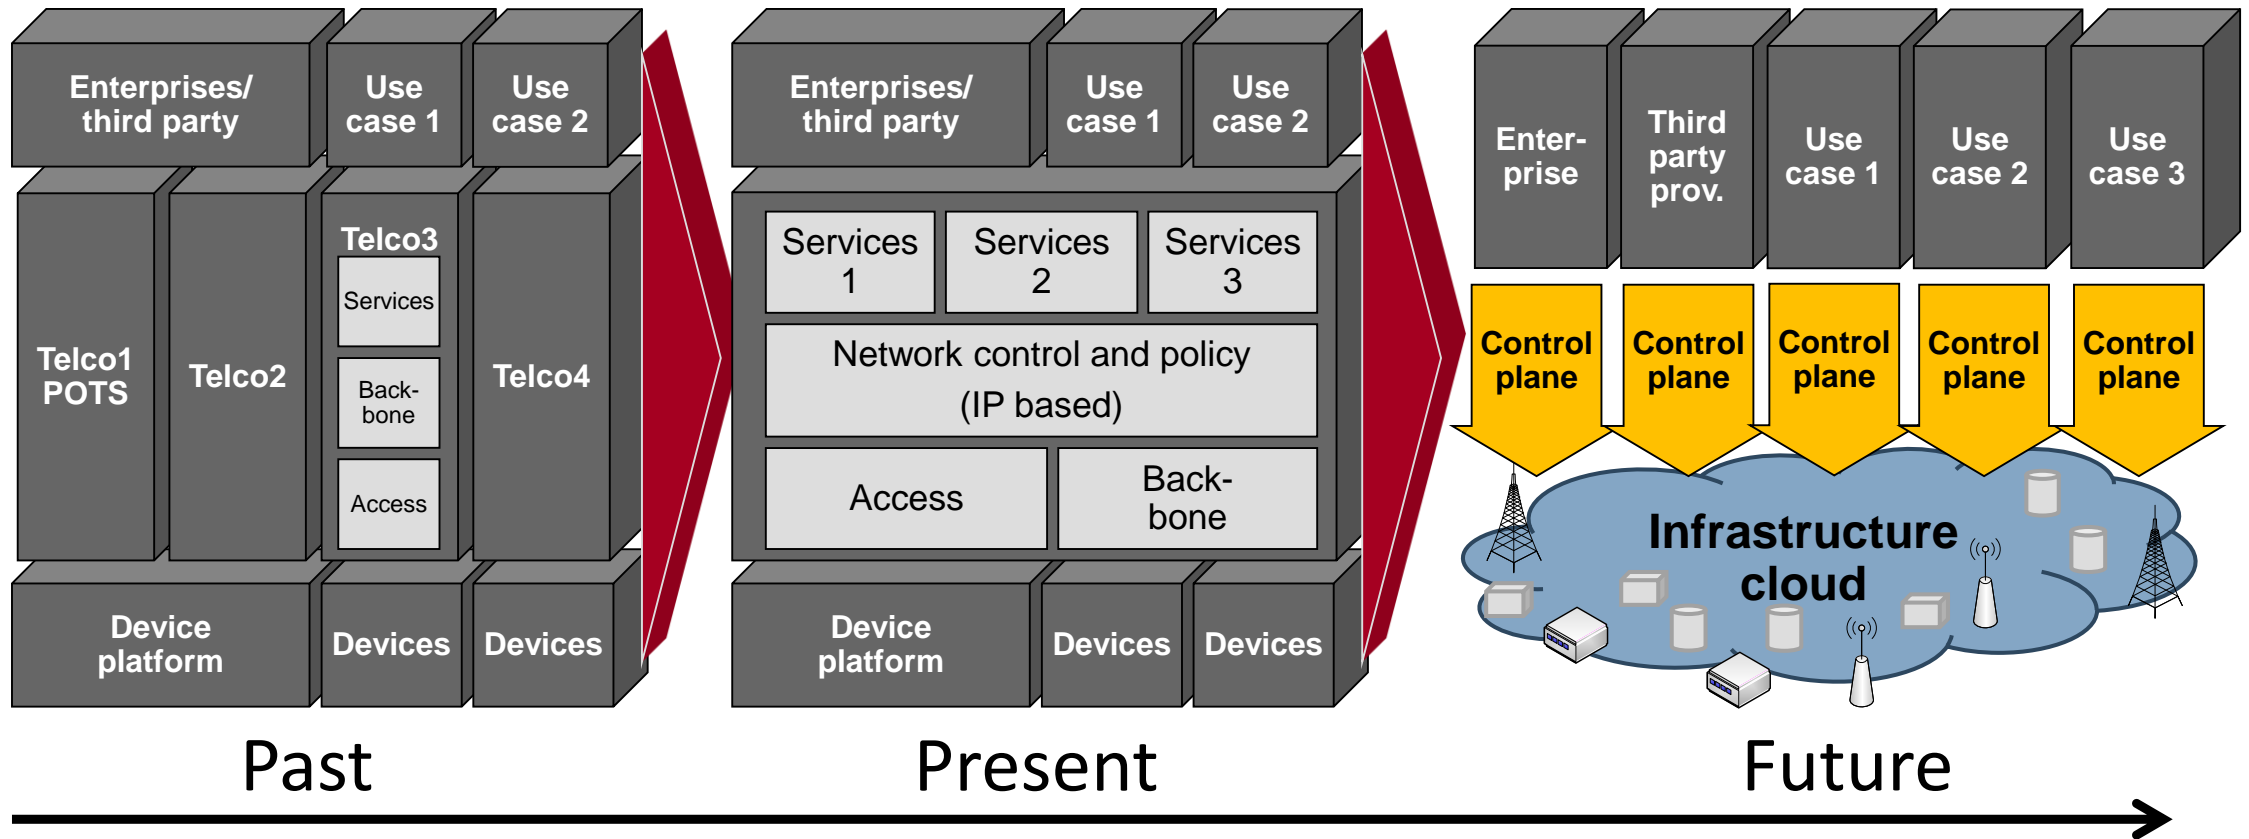 Enterprises/
third party
Use
case 1
Use
case 2
Telco1
POTS
Telco2
Telco3
Services
Back-
bone
Access
Telco4
Device
platform
Devices
Devices
Enterprises/
third party
Use
case 1
Use
case 2
Services
1
Services
2
Services
3
Network control and policy
(IP based)
Access
Back-
bone
Device
platform
Devices
Devices
Enter-
prise
Third
party
prov.
Use
case 1
Use
case 2
Use
case 3
Control
plane
Control
plane
Control
plane
Control
plane
Control
plane
Infrastructure
cloud
Past
Present
Future